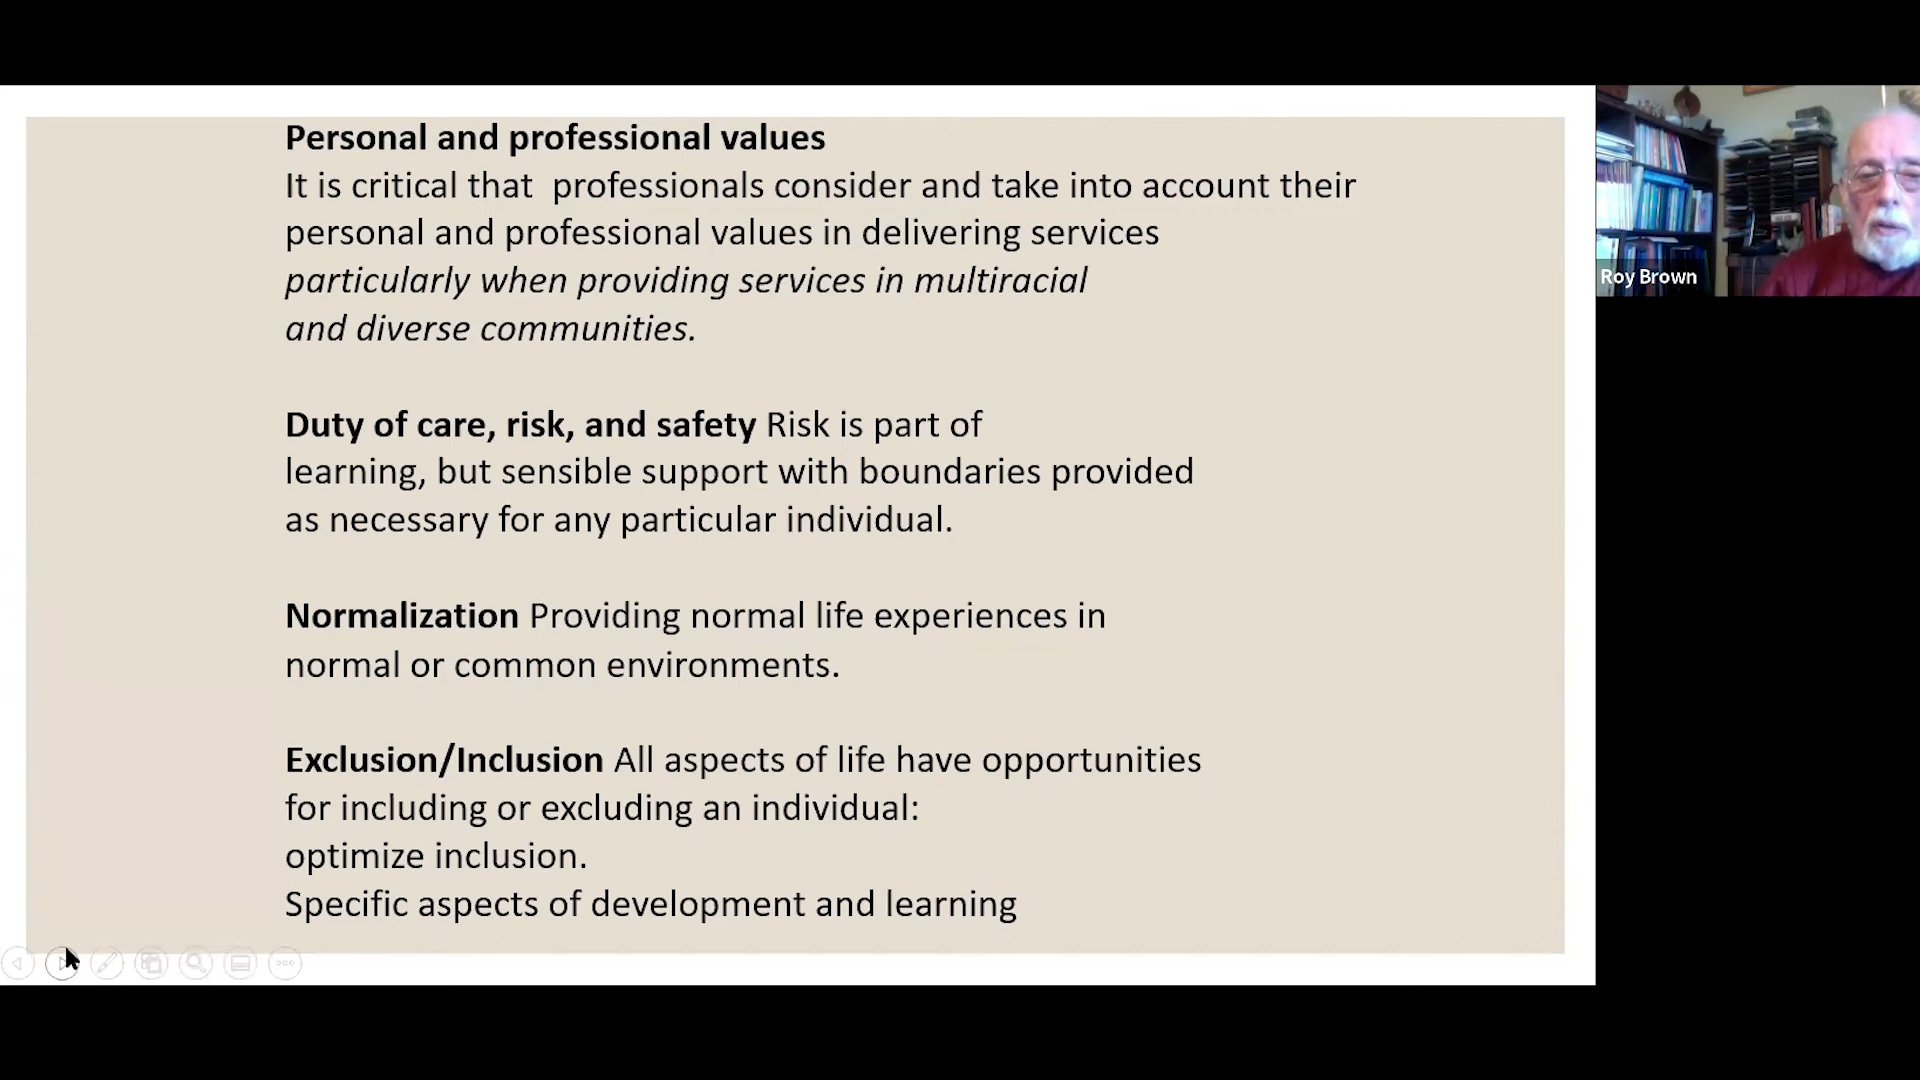 Personal and professional values
It is critical that  professionals consider and take into account their
personal and professional values in delivering services
particularly when providing services in multiracial
and diverse communities.
Duty of care, risk, and safety Risk is part of
learning, but sensible support with boundaries provided
as necessary for any particular individual.
Normalization Providing normal life experiences in
normal or common environments.
Exclusion/Inclusion All aspects of life have opportunities
for including or excluding an individual:
optimize inclusion.
Specific aspects of development and learning
Roy Brown